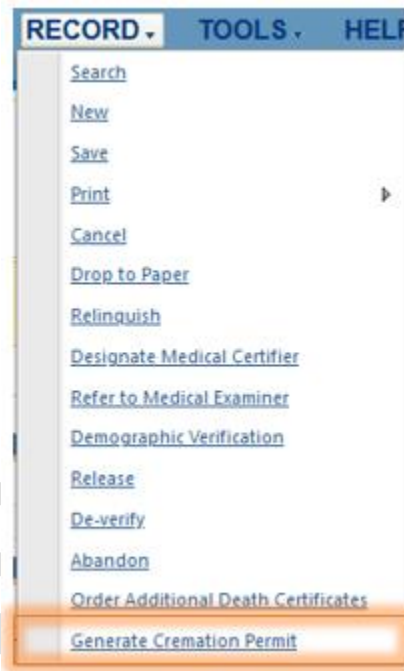 RECORD. TOOLS. HELP
Search
New
Save
Print
Cancel
Drop to Paper
Relinquish
Designate Medical Certifier
Refer to Medical Examiner
Demographic Verification
Release
De-verify
Abandon
Order Additional Death Certificates
Generate Cremation Permit